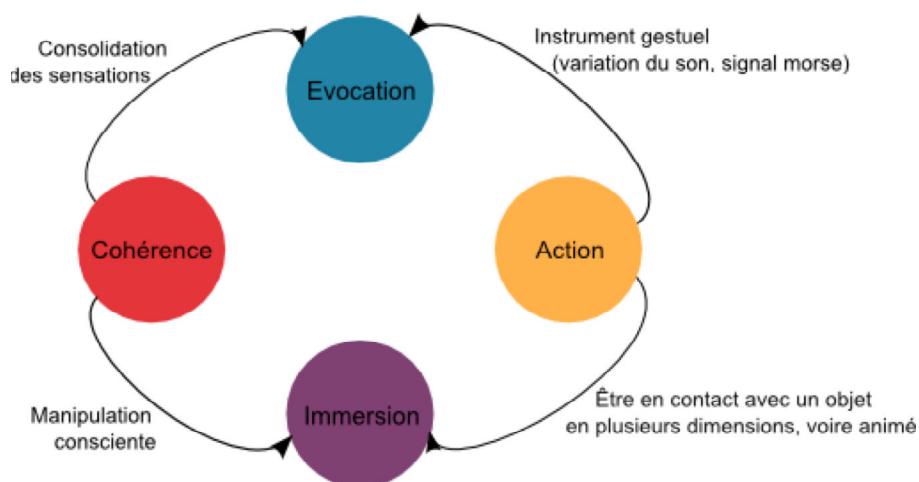 Consolidation
des sensations
Instrument gestuel
(variation du son, signal morse)
Evocation
Cohérence
Action
Immersion
Manipulation
consciente
Être en contact avec un objet
en plusieurs dimensions, voire animé